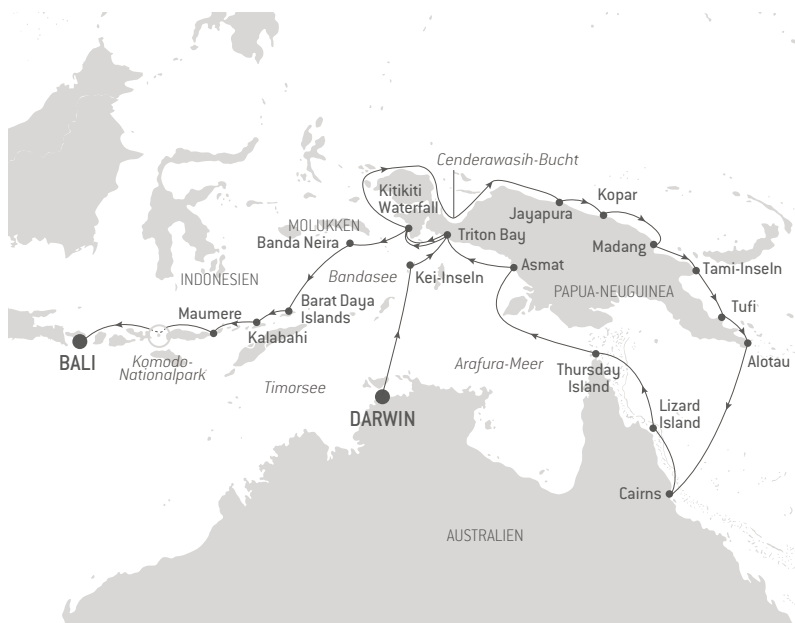 Cenderawasih-Bucht
Kitikiti
Waterfall
Kopar
Jayapura
MOLUKKEN
Triton Bay
Banda Neira
Madang
Asmat
Tami-Inseln
Bandasee
Kei-Inseln
INDONESIEN
PAPUA-NEUGUINEA
Barat Daya
Islands
Tufi
Maumere
Kalabahi
BALI
Komodo-
Nationalpark
Arafura-Meer
Alotau
Thursday
Island
Timorsee
DARWIN
Lizard
Island
Cairns
AUSTRALIEN